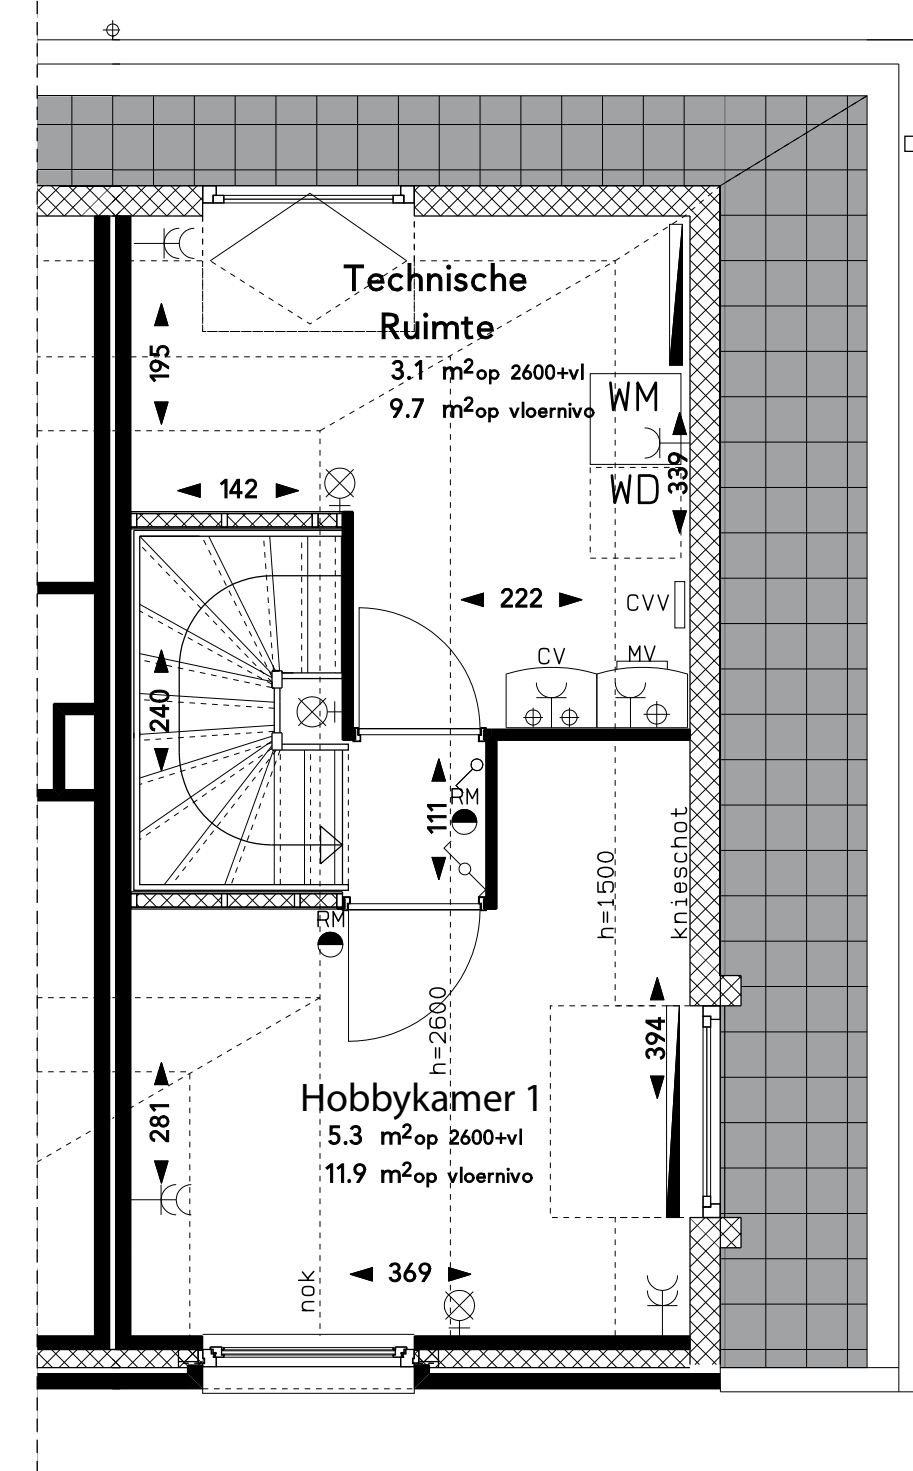 Technische
Ruimte
3.1 m2op 2600+vl
9.7 m2op vloernivo
195
WM
339
WD
142
222
CVV
CV
MV
240
111
RM
knieschot
h=1500
RM
h=2600
394
Hobbykamer 1
5.3 m2op 2600+vl
11.9 m2op vloernivo
281
369
nok